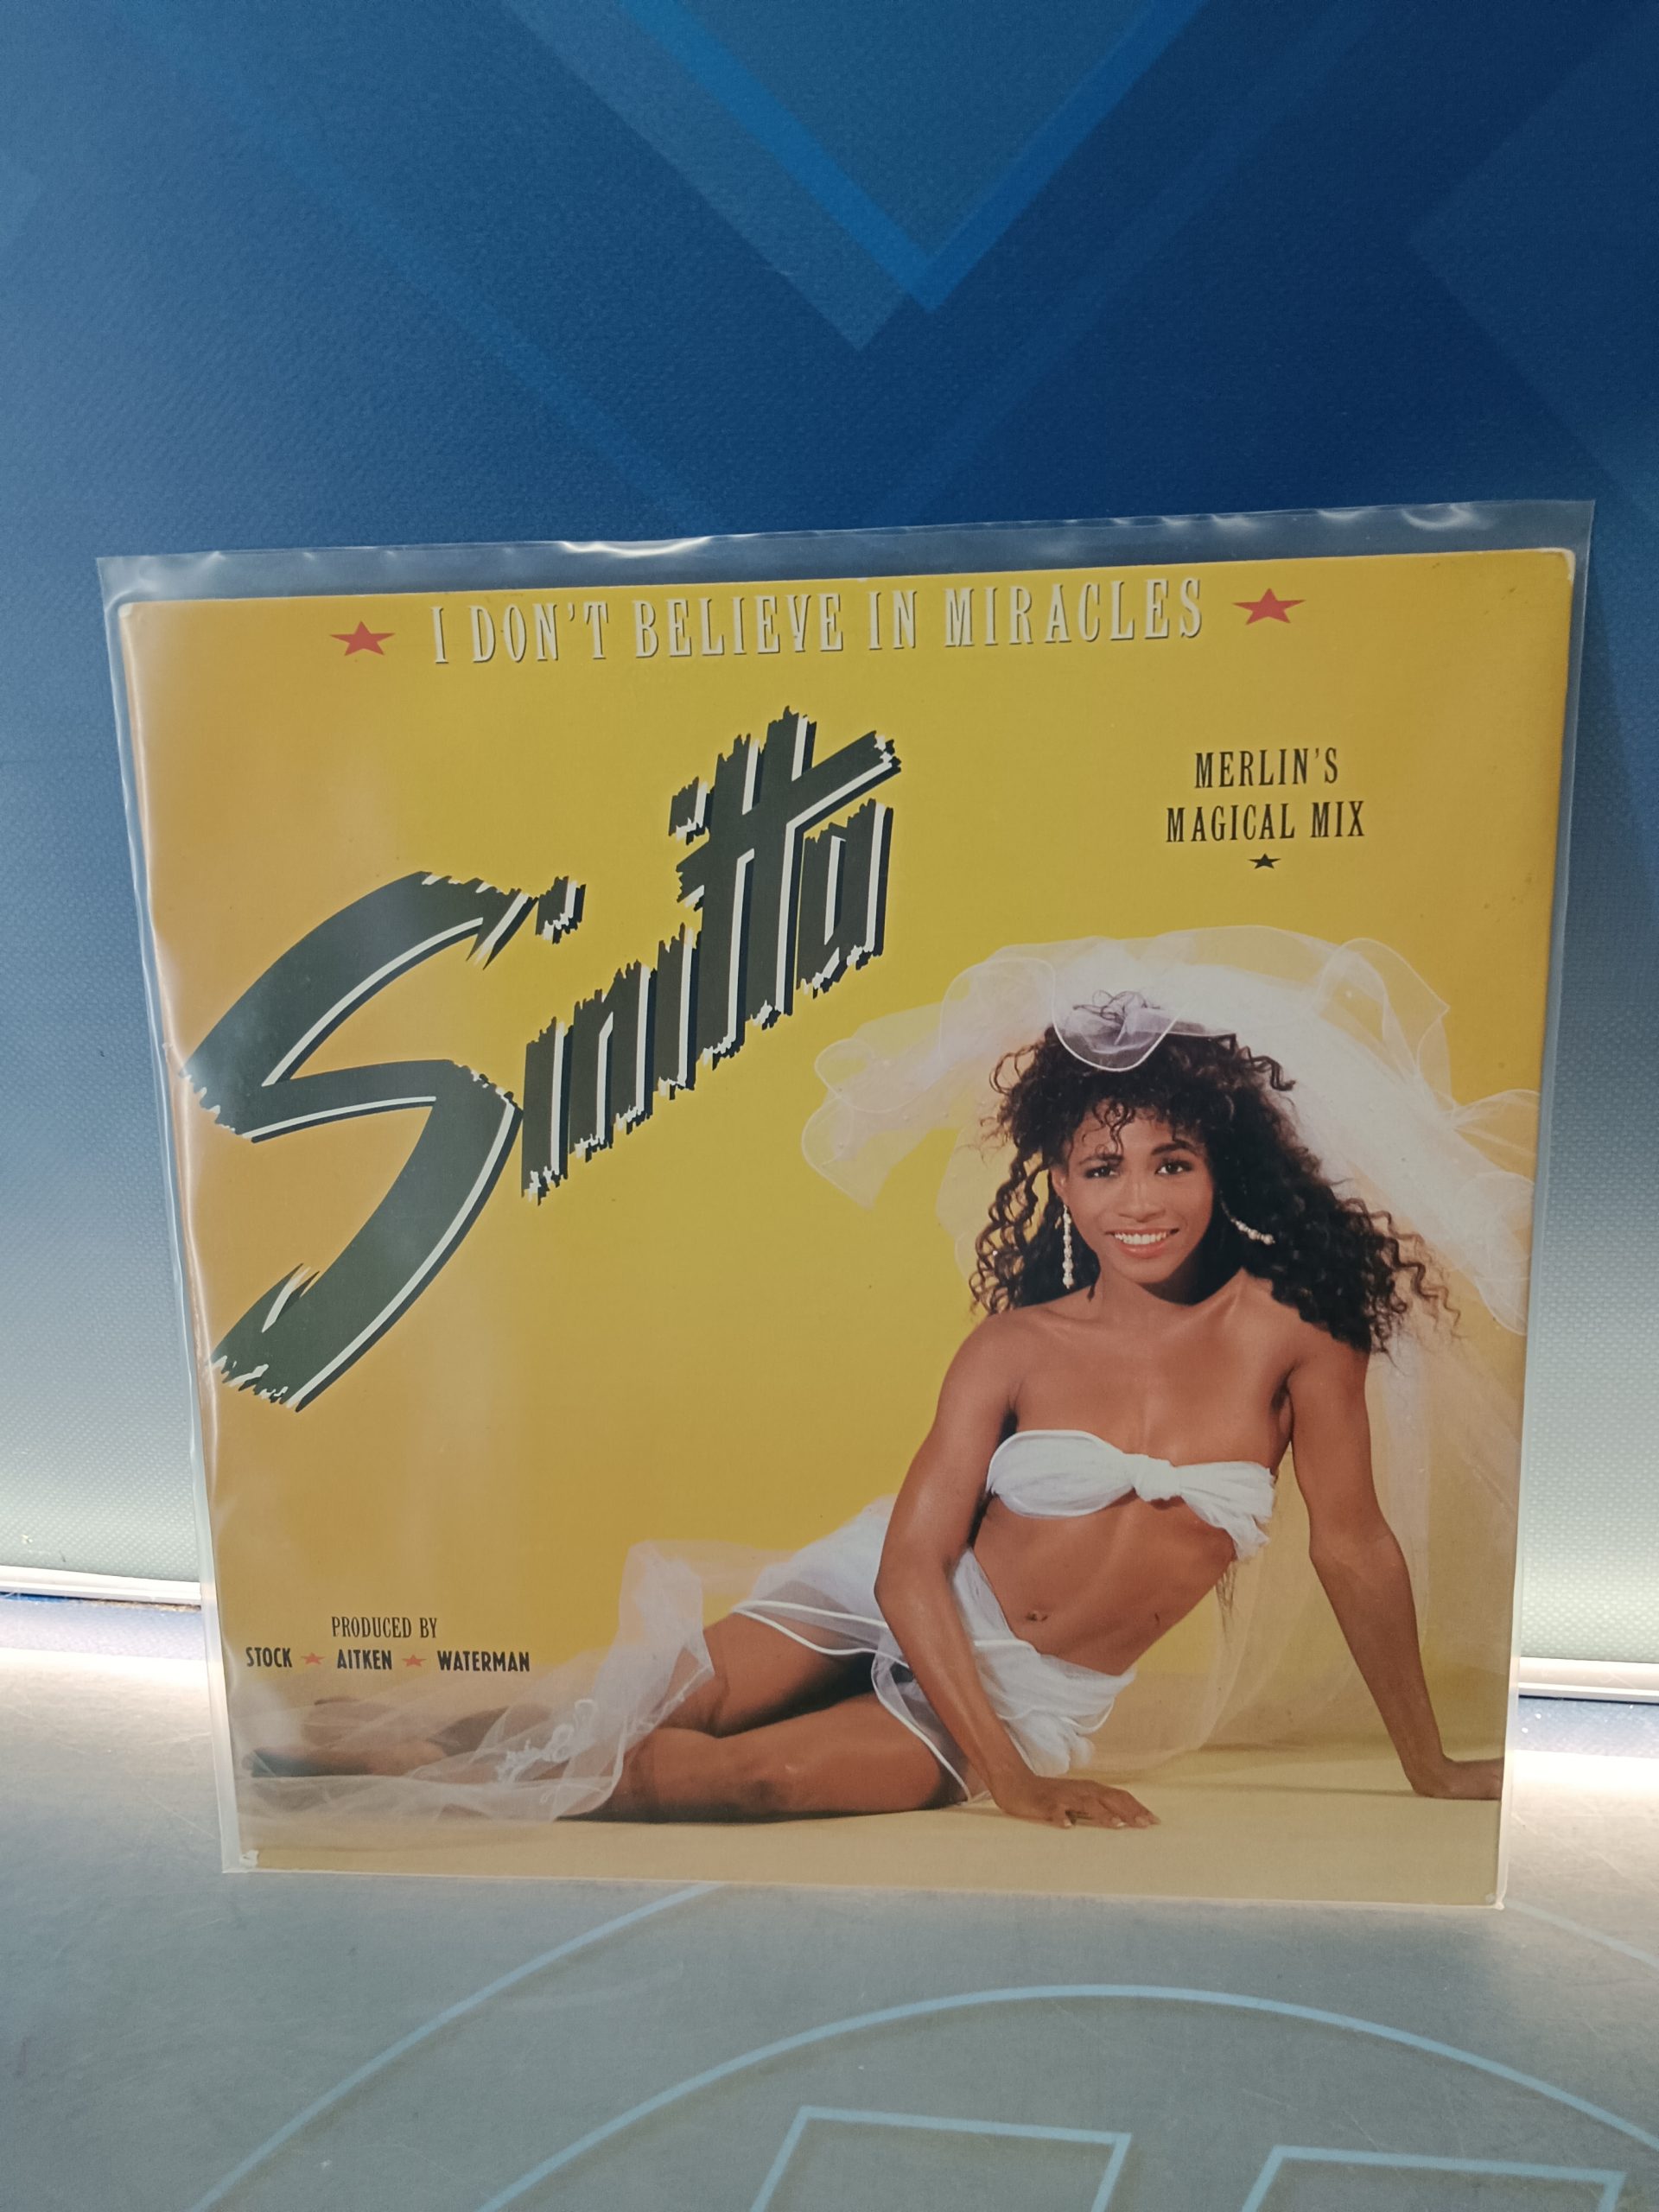 I DON'T BELIEVE IN MIRACLES
Sinitta
MERLIN'S
MAGICAL MIX
PRODUCED BY
STOCK ★ AITKEN ★ WATERMAN